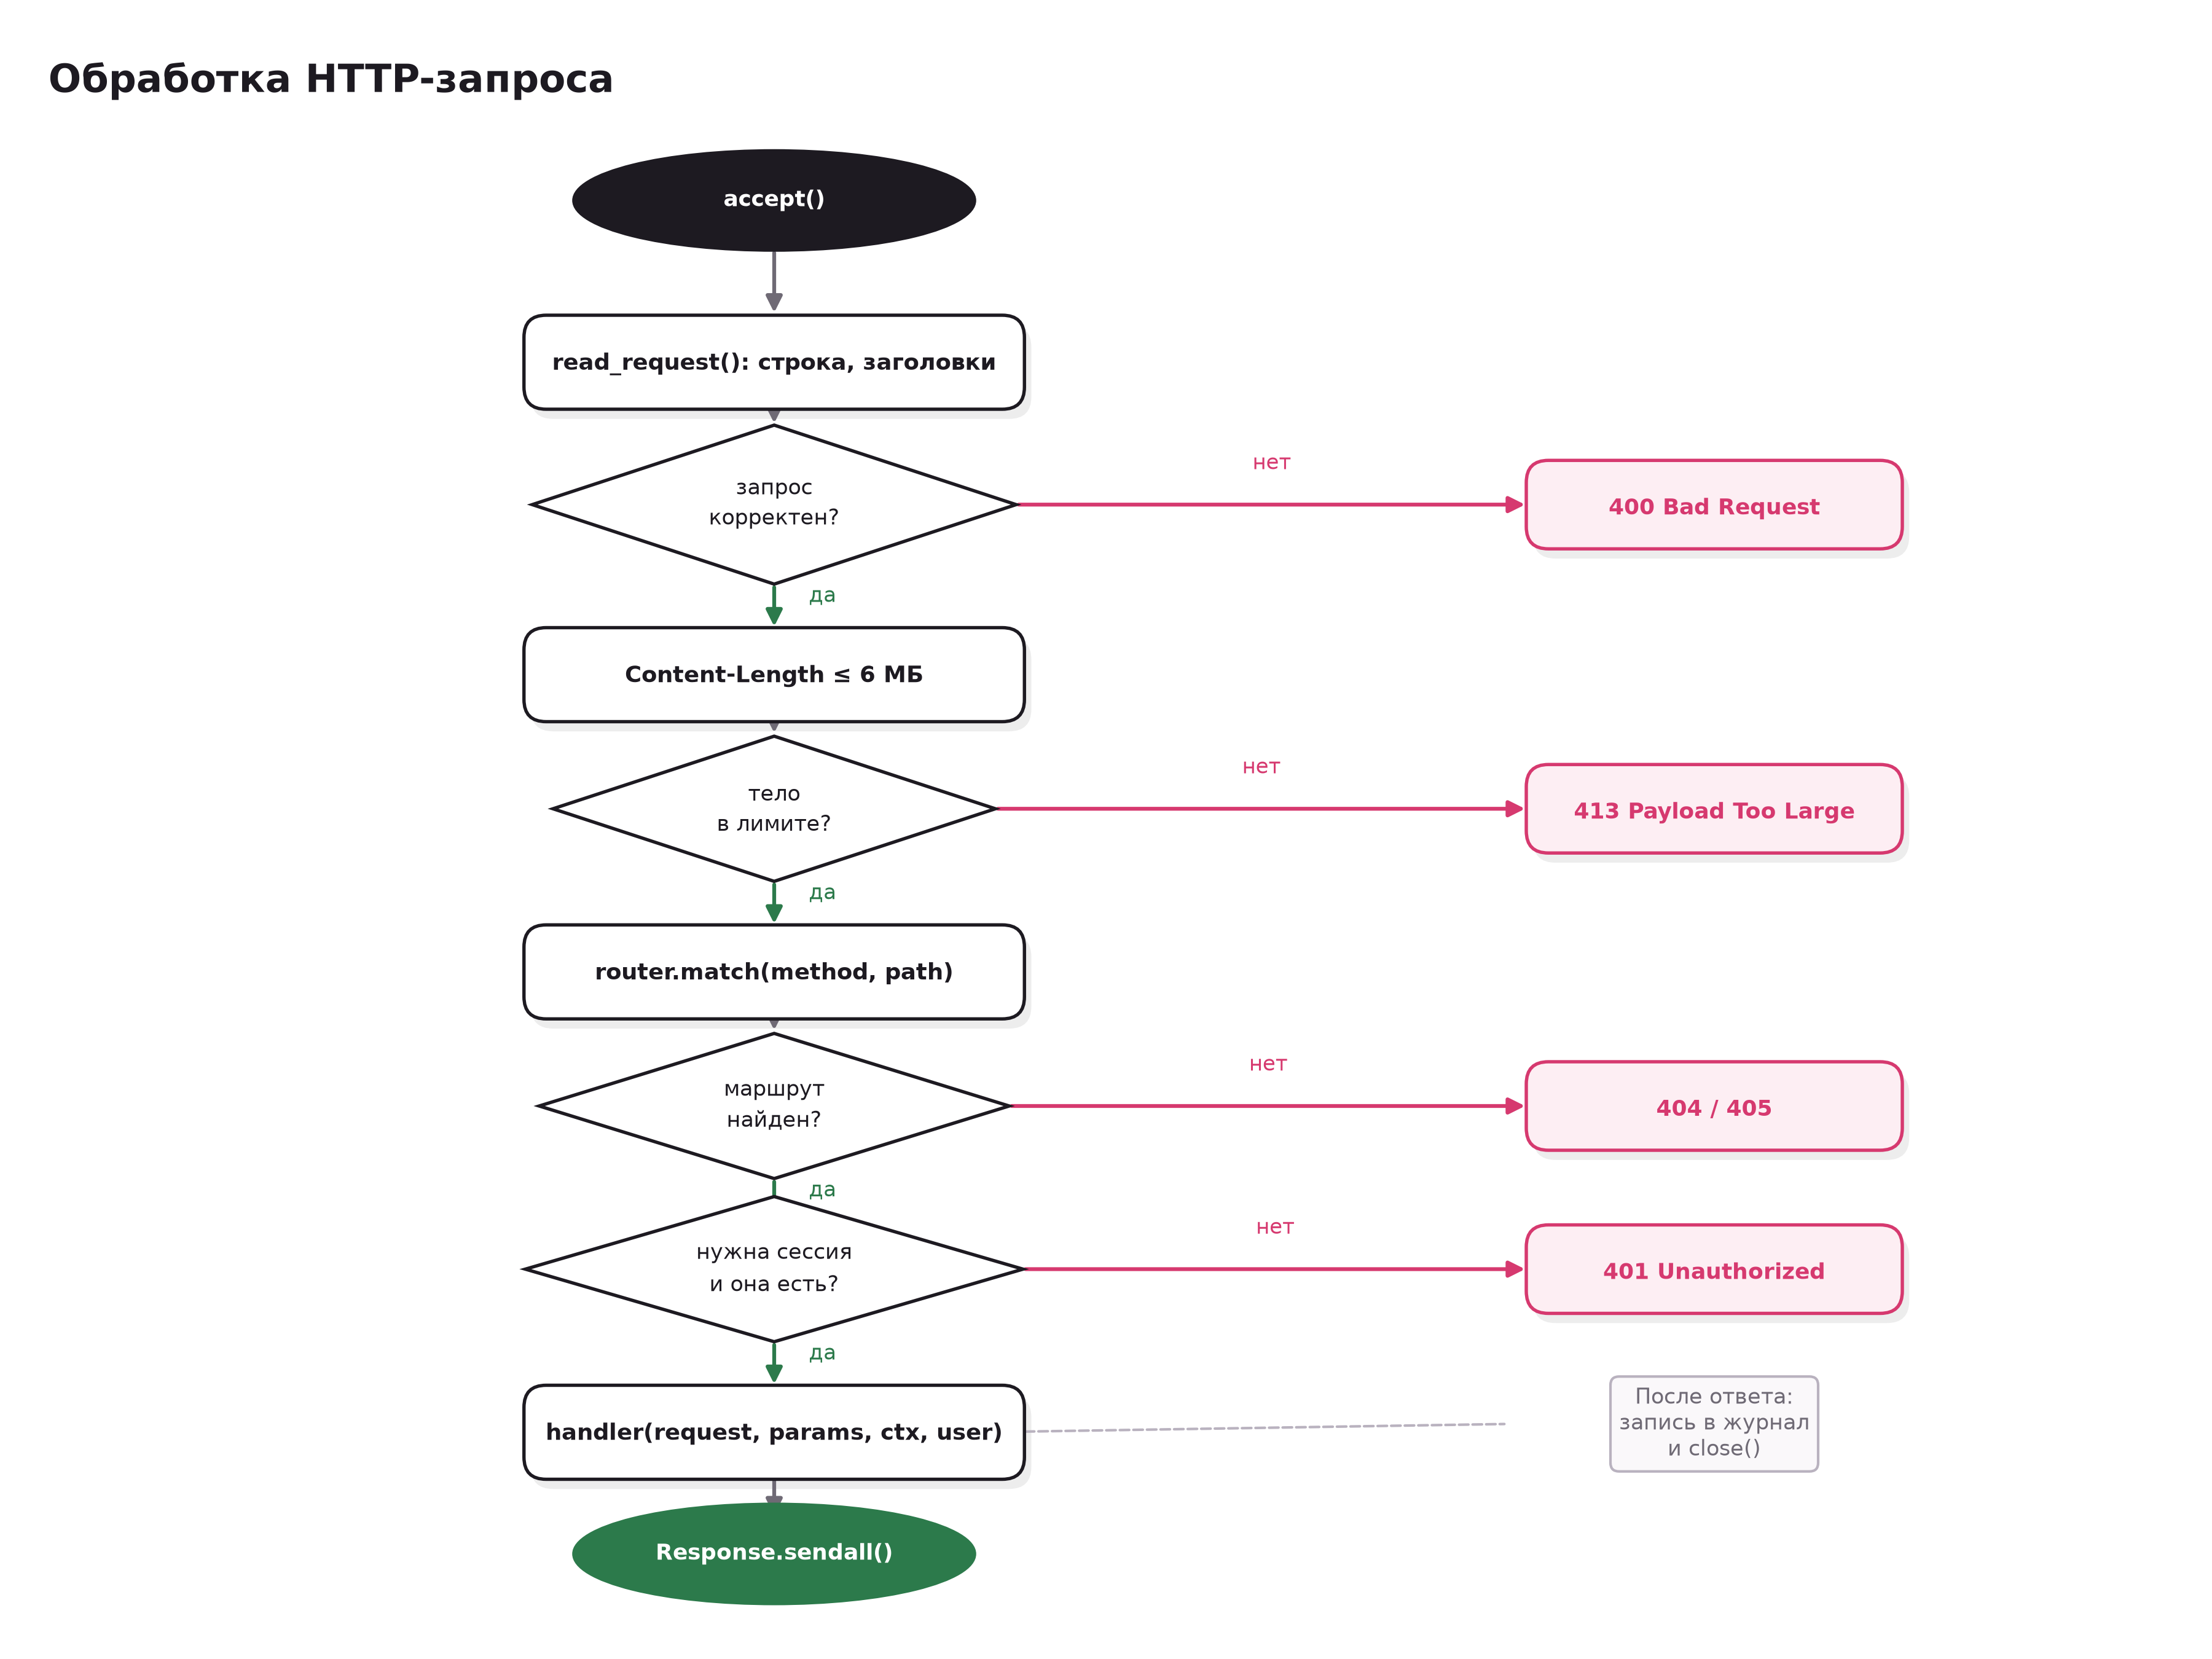 Обработка HTTP-запроса
accept()
read_request(): строка, заголовки
запрос
корректен?
нет
400 Bad Request
да
Content-Length ≤ 6 МБ
тело
в лимите?
нет
413 Payload Too Large
да
router.match(method, path)
маршрут
найден?
нет
404 / 405
да
нужна сессия
и она есть?
нет
401 Unauthorized
да
handler(request, params, ctx, user)
После ответа:
запись в журнал
и close()
Response.sendall()